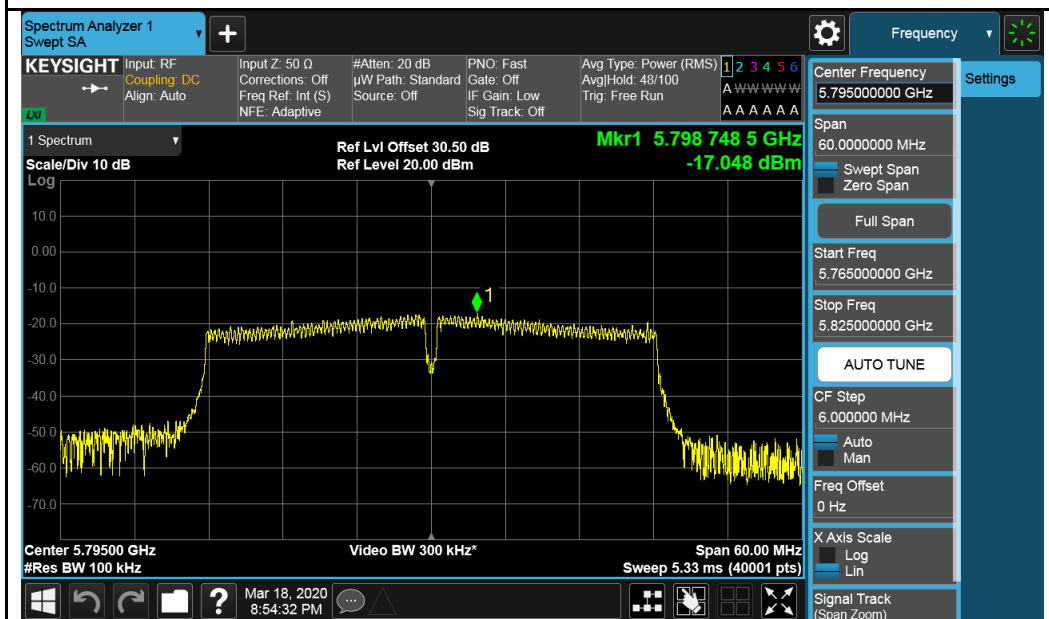 Spectrum Analyzer 1
Swept SA
+
Frequency
KEYSIGHT
LXI
Input: RF
Coupling: DC
Align: Auto
Input Z: 50 Ω
Corrections: Off
Freq Ref: Int (S)
NFE: Adaptive
#Atten: 20 dB
µW Path: Standard
Source: Off
PNO: Fast
Gate: Off
IF Gain: Low
Sig Track: Off
Avg Type: Power (RMS)
Avg|Hold: 48/100
Trig: Free Run
1 2 3 4 5 6
A W W W W W
A A A A A A
1 Spectrum
Scale/Div 10 dB
Ref Lvl Offset 30.50 dB
Ref Level 20.00 dBm
Mkr1 5.798 748 5 GHz
-17.048 dBm
Log
10.0
0.00
-10.0
-20.0
-30.0
-40.0
-50.0
-60.0
-70.0
1
Center 5.79500 GHz
#Res BW 100 kHz
Video BW 300 kHz*
Span 60.00 MHz
Sweep 5.33 ms (40001 pts)
Center Frequency
5.795000000 GHz
Settings
Span
60.0000000 MHz
Swept Span
Zero Span
Full Span
Start Freq
5.765000000 GHz
Stop Freq
5.825000000 GHz
AUTO TUNE
CF Step
6.000000 MHz
Auto
Man
Freq Offset
0 Hz
X Axis Scale
Log
Lin
Signal Track
(Span Zoom)
?
Mar 18, 2020
8:54:32 PM